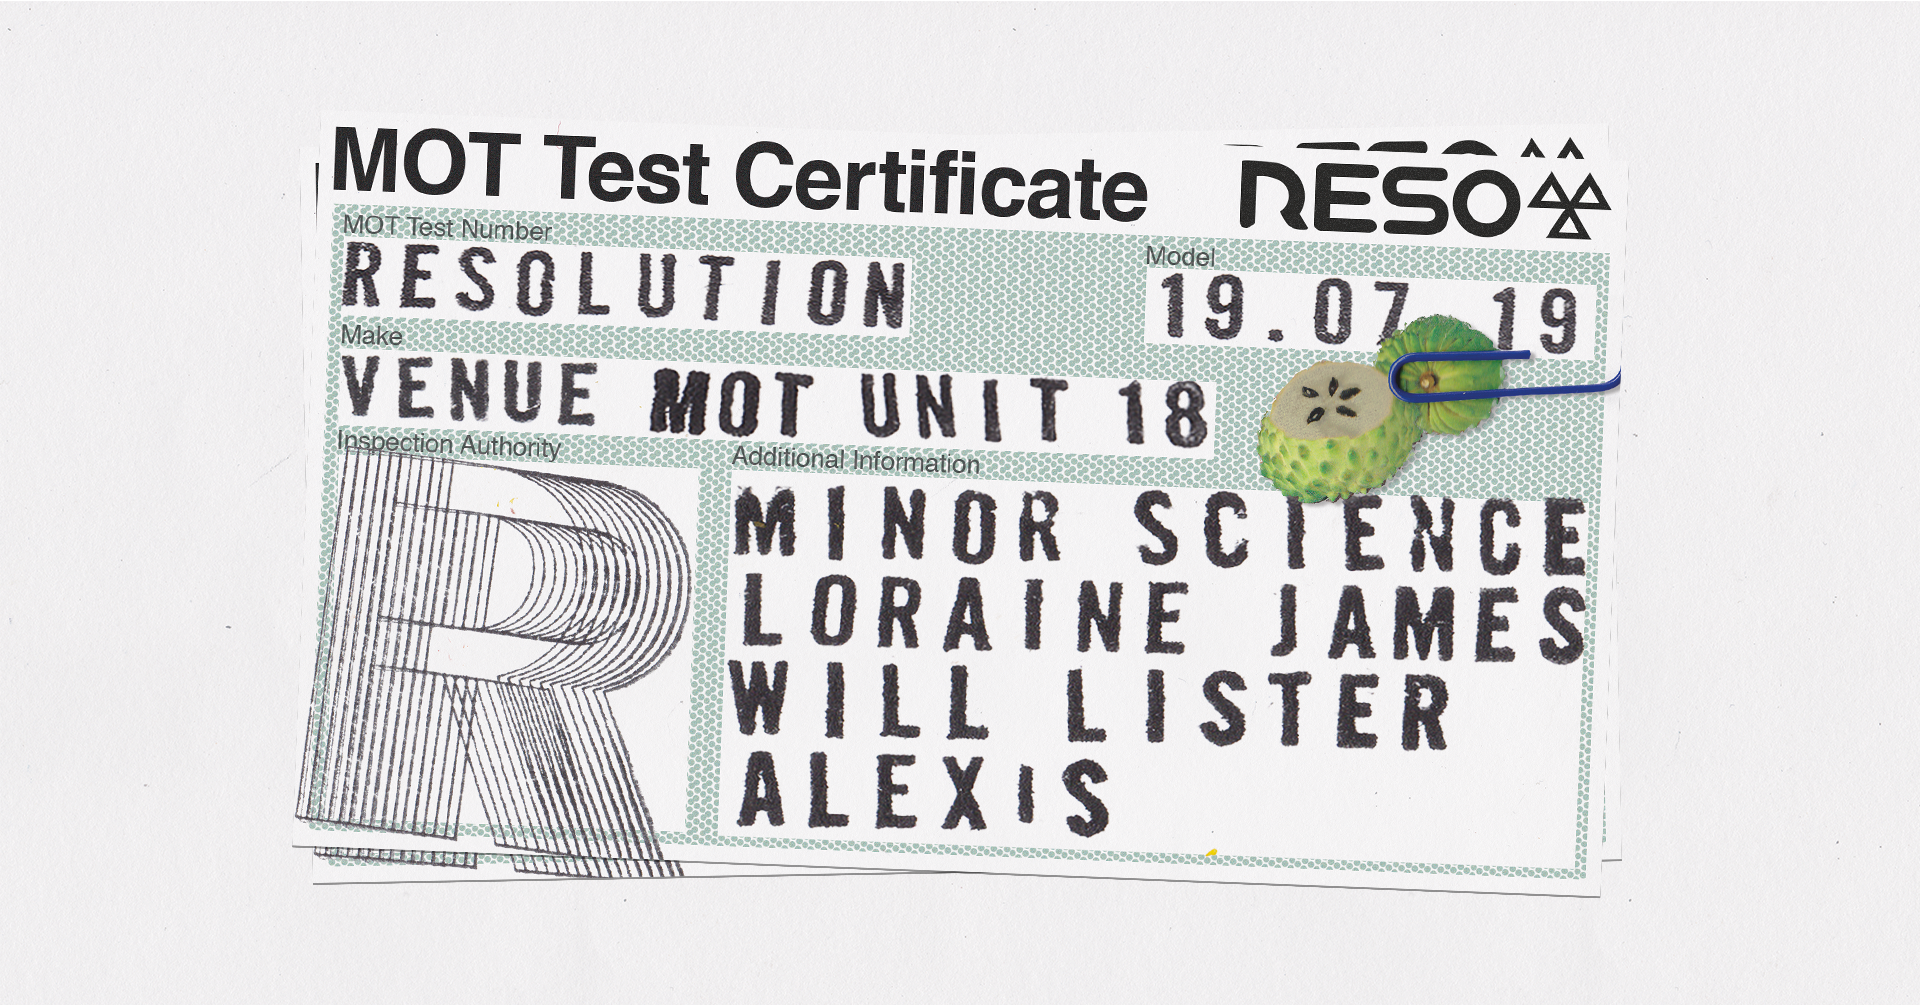 MOT Test Certificate
RESO
MOT Test Number
RESOLUTION
Model
19.07 19
Make
VENUE MOT UNIT 18
Inspection Authority
R
Additional Information
MINOR SCIENCE
LORAINE JAMES
WILL LISTER
ALEXIS